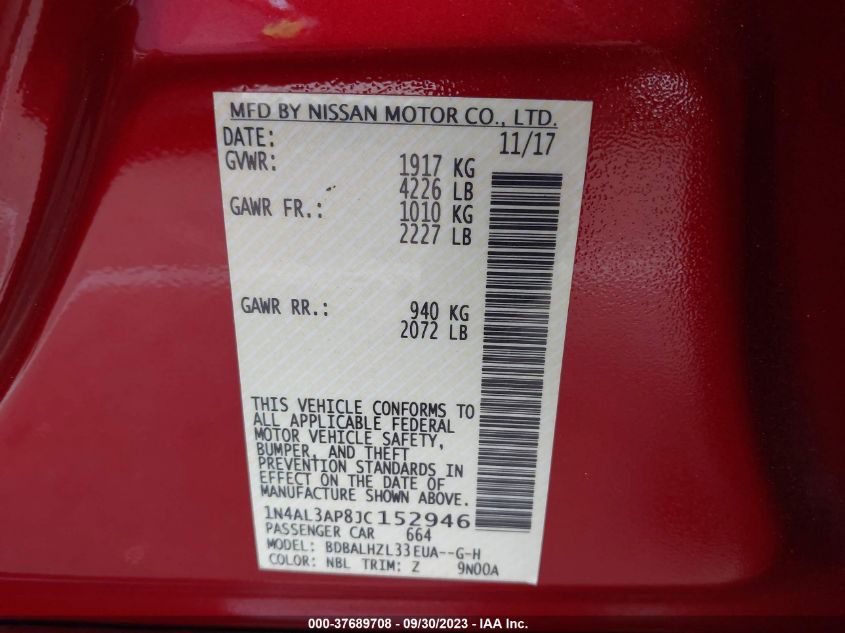 MFD BY NISSAN MOTOR CO., LTD.
DATE: 11/17
GVWR: 1917 KG
4226 LB
GAWR FR.: 1010 KG
2227 LB
GAWR RR.: 940 KG
2072 LB
THIS VEHICLE CONFORMS TO
ALL APPLICABLE FEDERAL
MOTOR VEHICLE SAFETY,
BUMPER, AND THEFT
PREVENTION STANDARDS IN
EFFECT ON THE DATE OF
MANUFACTURE SHOWN ABOVE.
1N4AL3AP8JC152946
PASSENGER CAR 664
MODEL: BDBALHZL33EUA--G-H
COLOR: NBL TRIM: Z 9N00A
000-37689708 - 09/30/2023 - IAA Inc.